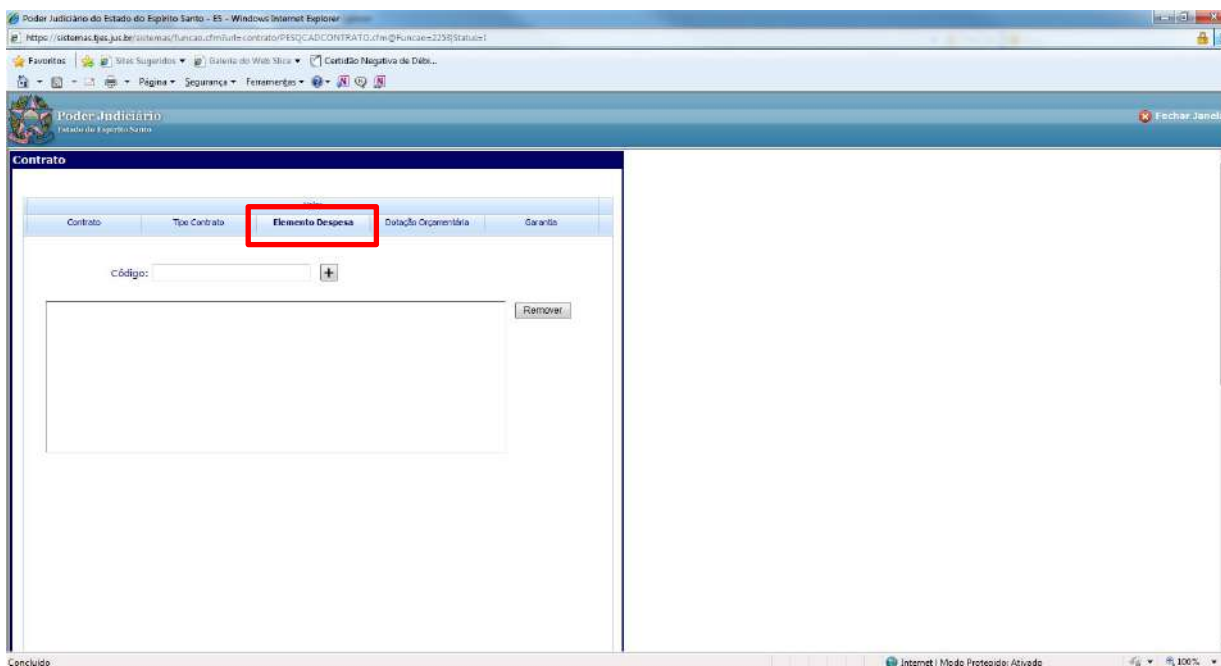 Poder Judiciário do Estado do Espírito Santo - ES - Windows Internet Explorer
Favoritos Sites Sugeridos Galeria do Web Slice Certidão Negativa de Débi...
Página Segurança Ferramentas
Poder Judiciário
Estado do Espírito Santo
Fechar Janela
Contrato
Contrato Tipo Contrato Elemento Despesa Dotação Orçamentária Garantia
Código: +
Remover
Concluído Internet | Modo Protegido: Ativado 100%